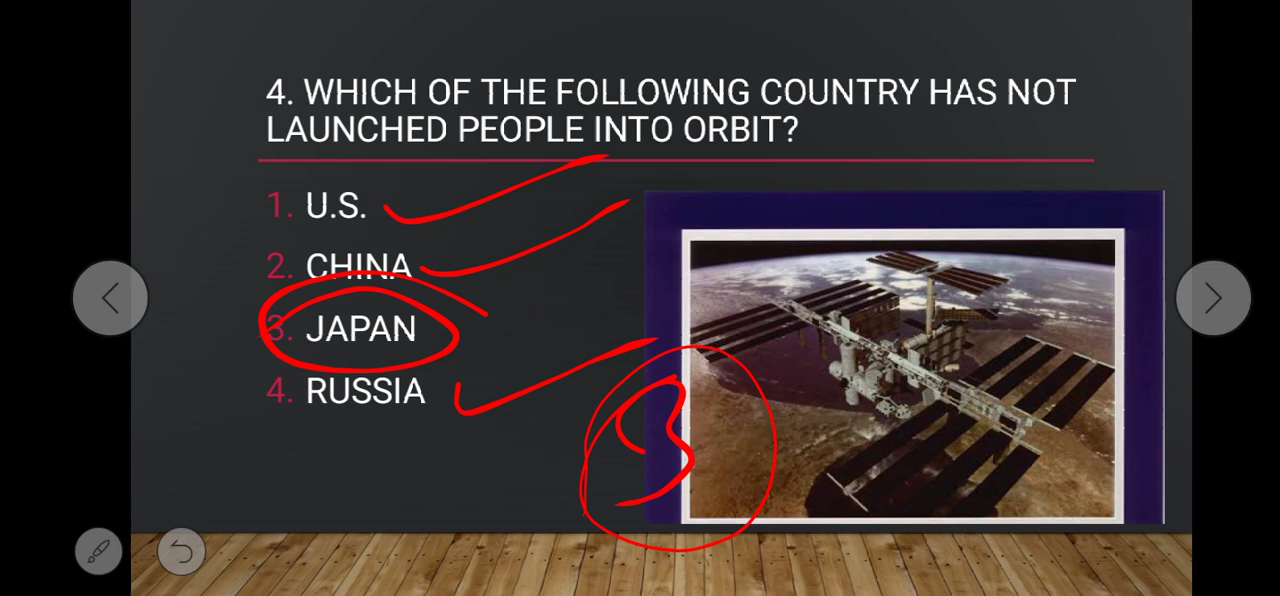 4. WHICH OF THE FOLLOWING COUNTRY HAS NOT
LAUNCHED PEOPLE INTO ORBIT?
1. U.S.
2. CHINA
3. JAPAN
4. RUSSIA
3